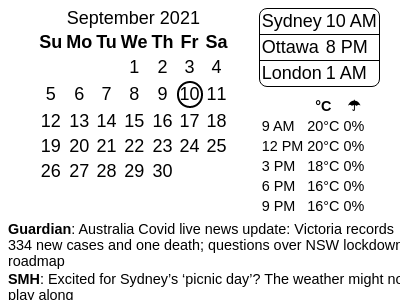 September 2021
Su Mo Tu We Th Fr Sa
1 2 3 4
5 6 7 8 9 10 11
12 13 14 15 16 17 18
19 20 21 22 23 24 25
26 27 28 29 30
Sydney 10 AM
Ottawa 8 PM
London 1 AM
°C ☂
9 AM 20°C 0%
12 PM 20°C 0%
3 PM 18°C 0%
6 PM 16°C 0%
9 PM 16°C 0%
Guardian: Australia Covid live news update: Victoria records
334 new cases and one death; questions over NSW lockdown
roadmap
SMH: Excited for Sydney's ‘picnic day’? The weather might no
play along